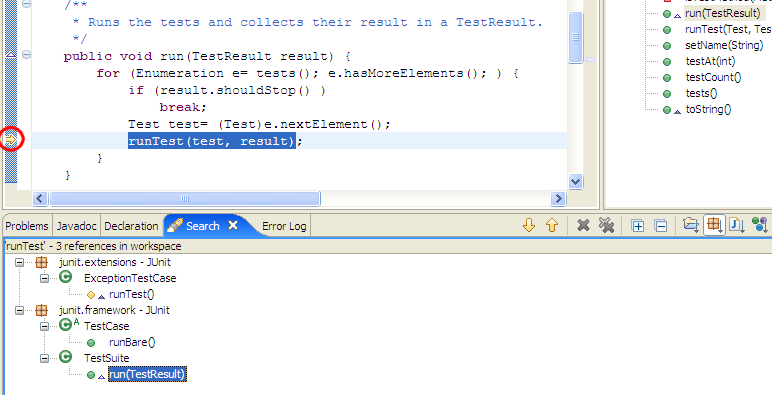 /**
* Runs the tests and collects their result in a TestResult.
*/
public void run(TestResult result) {
for (Enumeration e= tests(); e.hasMoreElements(); ) {
if (result.shouldStop() )
break;
Test test= (Test)e.nextElement();
runTest(test, result);
}
}
run(TestResult)
runTest(Test, Tes
setName(String)
testAt(int)
testCount()
tests()
toString()
Problems Javadoc Declaration Search Error Log
'runTest' - 3 references in workspace
junit.extensions - JUnit
ExceptionTestCase
runTest()
junit.framework - JUnit
TestCase
runBare()
TestSuite
run(TestResult)